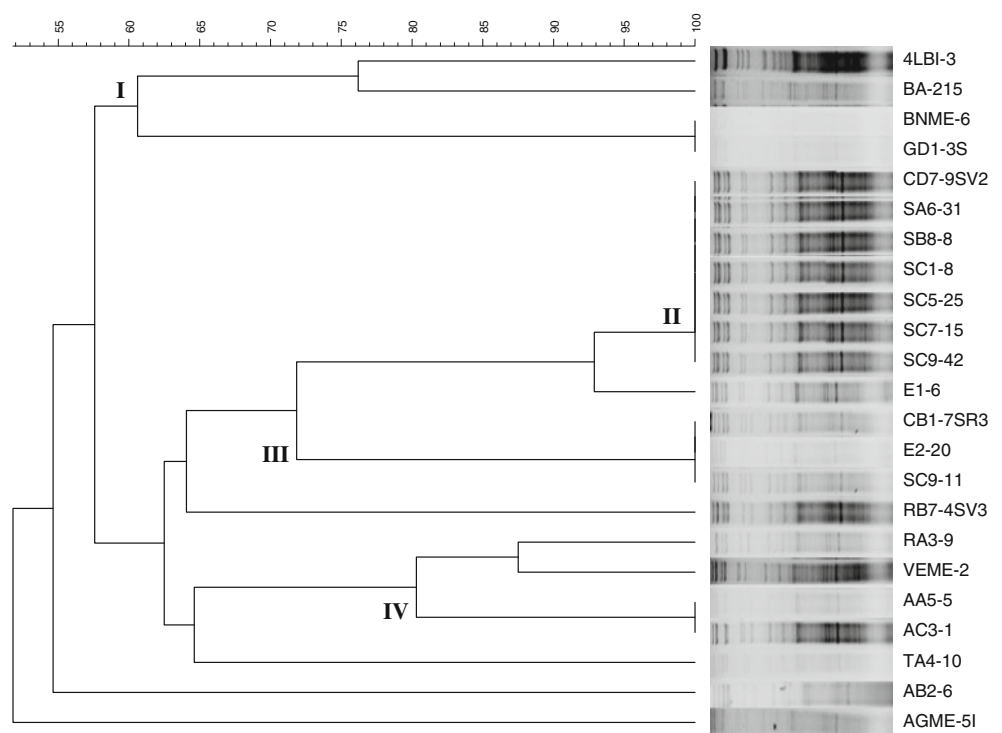 55 60 65 70 75 80 85 90 95 100
4LBI-3
I
BA-215
BNME-6
GD1-3S
CD7-9SV2
SA6-31
SB8-8
SC1-8
SC5-25
II
SC7-15
SC9-42
E1-6
CB1-7SR3
III
E2-20
SC9-11
RB7-4SV3
RA3-9
VEME-2
AA5-5
IV
AC3-1
TA4-10
AB2-6
AGME-5I